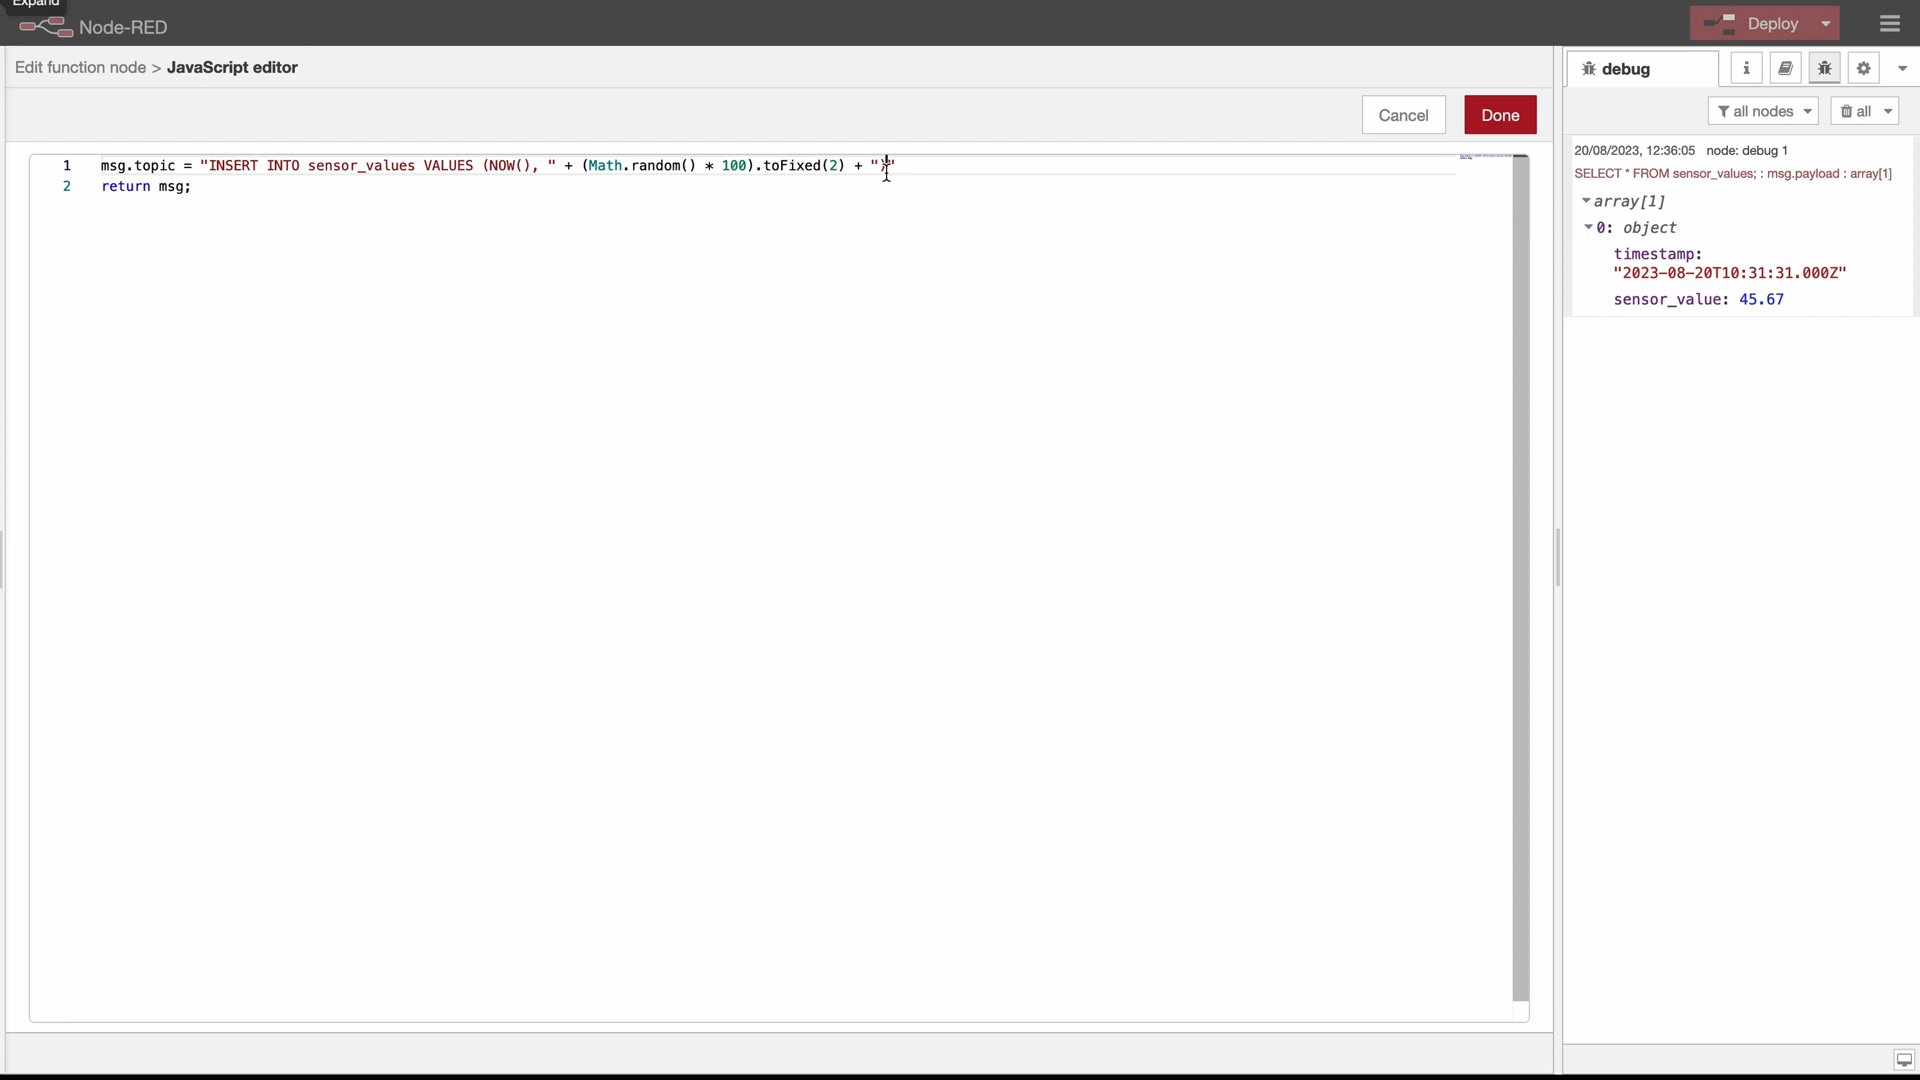 Expand
Node-RED
Deploy
Edit function node > JavaScript editor
debug
i
Cancel
Done
all nodes
all
1 msg.topic = "INSERT INTO sensor_values VALUES (NOW(), " + (Math.random() * 100).toFixed(2) + ")"
2 return msg;
20/08/2023, 12:36:05 node: debug 1
SELECT * FROM sensor_values; : msg.payload : array[1]
array[1]
0: object
timestamp:
"2023-08-20T10:31:31.000Z"
sensor_value: 45.67